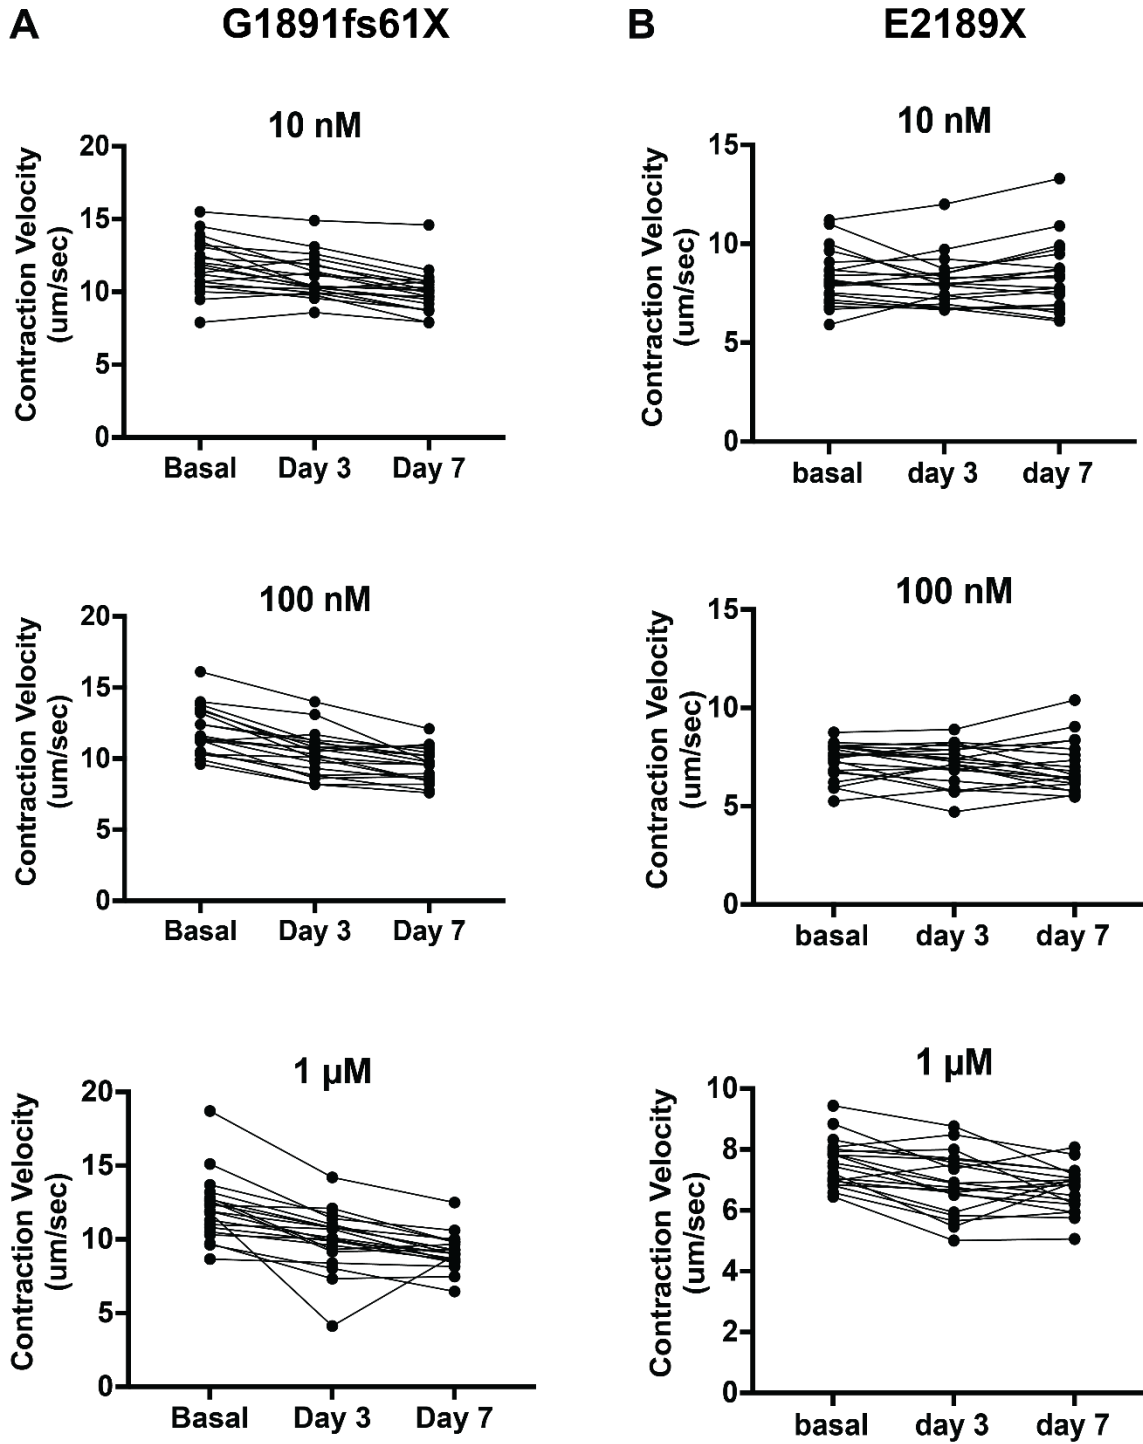 A
G1891fs61X
10 nM
Contraction Velocity
(um/sec)
20
15
10
5
0
Basal
Day 3
Day 7
100 nM
Contraction Velocity
(um/sec)
20
15
10
5
0
Basal
Day 3
Day 7
1 µM
Contraction Velocity
(um/sec)
20
15
10
5
0
Basal
Day 3
Day 7
B
E2189X
10 nM
Contraction Velocity
(um/sec)
15
10
5
0
basal
day 3
day 7
100 nM
Contraction Velocity
(um/sec)
15
10
5
0
basal
day 3
day 7
1 µM
Contraction Velocity
(um/sec)
10
8
6
4
2
0
basal
day 3
day 7